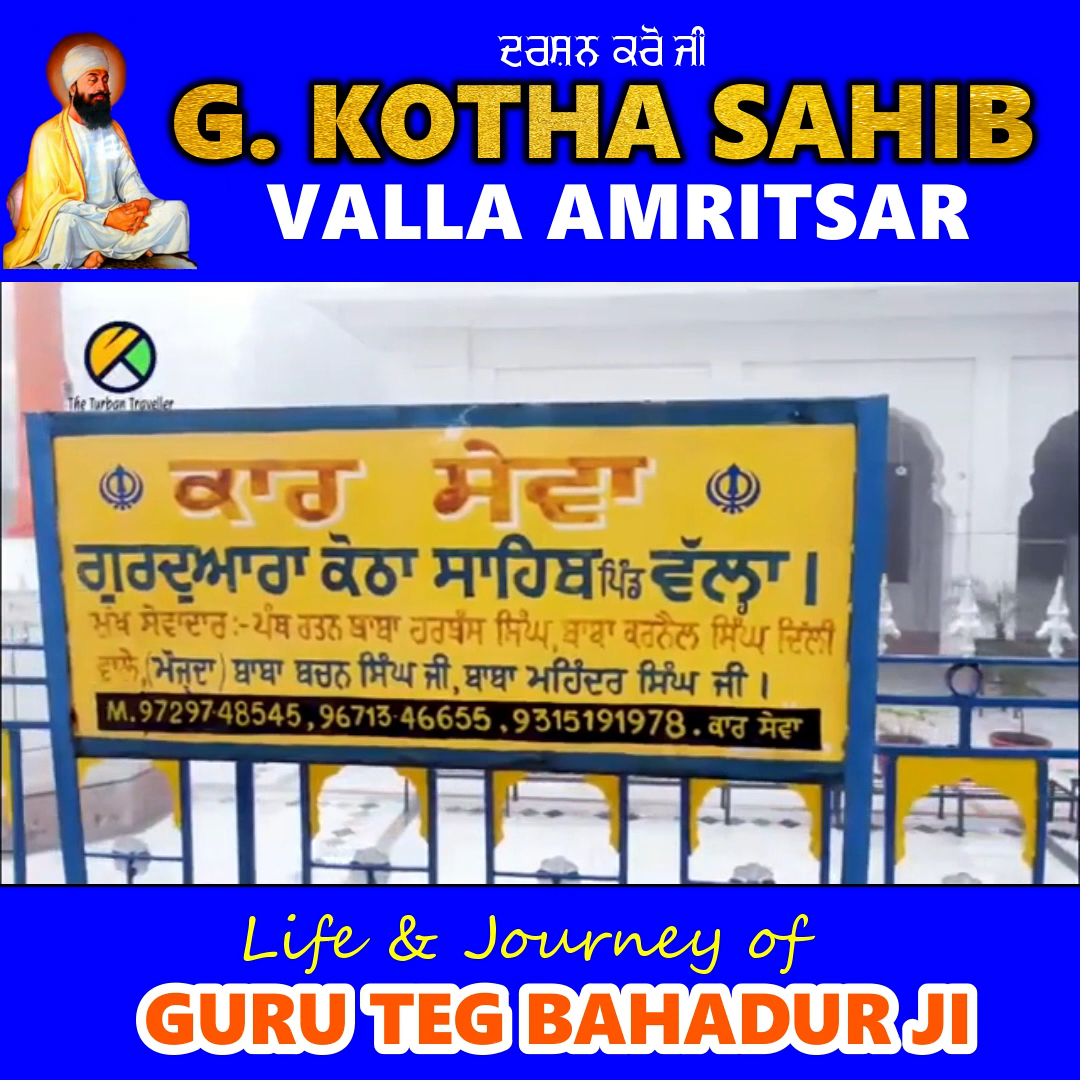 ਦਰਸ਼ਨ ਕਰੋ ਜੀ
G. KOTHA SAHIB
VALLA AMRITSAR
The Turban Traveller
ਕਾਰ ਸੇਵਾ
ਗੁਰਦੁਆਰਾ ਕੋਠਾ ਸਾਹਿਬ ਪਿੰਡ ਵੱਲ੍ਹਾ ।
ਮੁੱਖ ਸੇਵਾਦਾਰ :- ਪੰਥ ਰਤਨ ਬਾਬਾ ਹਰਬੰਸ ਸਿੰਘ, ਬਾਬਾ ਕਰਨੈਲ ਸਿੰਘ ਦਿੱਲੀ
ਵਾਲੇ, (ਮੌਜੂਦਾ) ਬਾਬਾ ਬਚਨ ਸਿੰਘ ਜੀ, ਬਾਬਾ ਮਹਿੰਦਰ ਸਿੰਘ ਜੀ ।
M. 97297-48545, 96713-46655, 9315191978. ਕਾਰ ਸੇਵਾ
Life & Journey of
GURU TEG BAHADUR JI